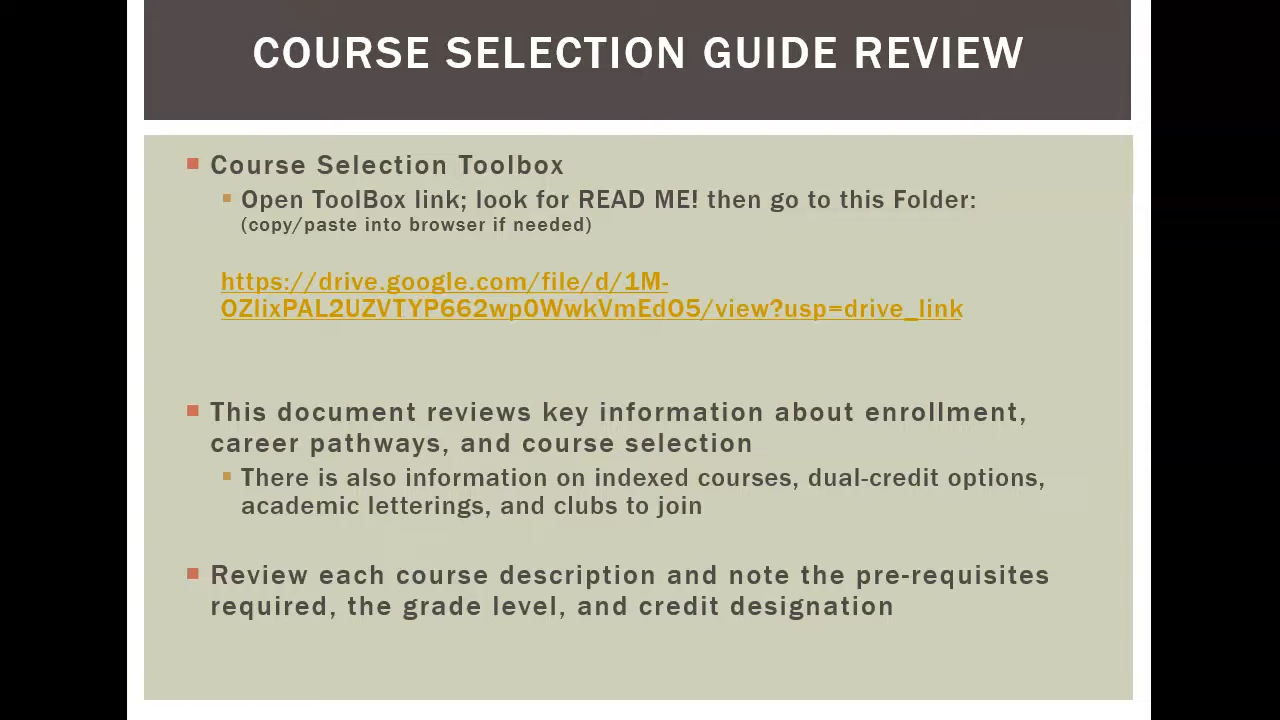 COURSE SELECTION GUIDE REVIEW
Course Selection Toolbox
Open ToolBox link; look for READ ME! then go to this Folder:
(copy/paste into browser if needed)
https://drive.google.com/file/d/1M-
OZlixPAL2UZVTYP662wp0WwkVmEdO5/view?usp=drive_link
This document reviews key information about enrollment,
career pathways, and course selection
There is also information on indexed courses, dual-credit options,
academic letterings, and clubs to join
Review each course description and note the pre-requisites
required, the grade level, and credit designation